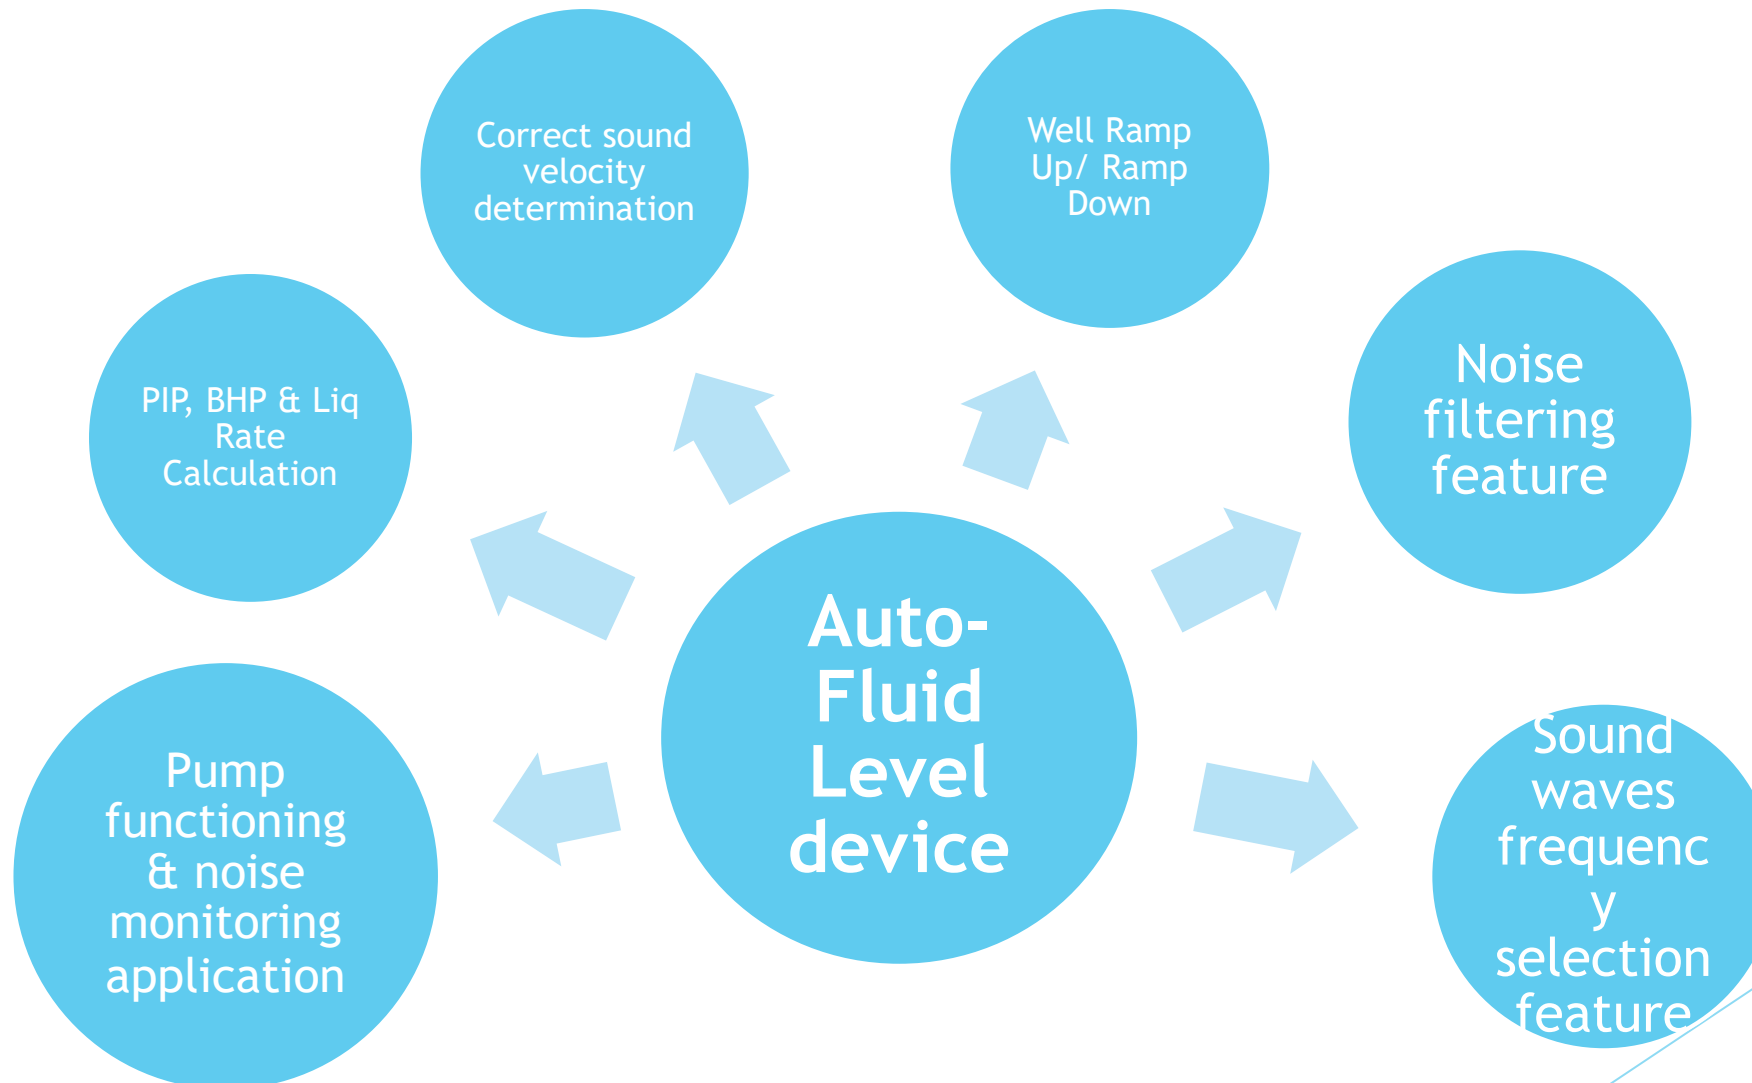 Correct sound
velocity
determination
Well Ramp
Up/ Ramp
Down
PIP, BHP & Liq
Rate
Calculation
Noise
filtering
feature
Auto-
Fluid
Level
device
Pump
functioning
& noise
monitoring
application
Sound
waves
frequenc
y
selection
feature